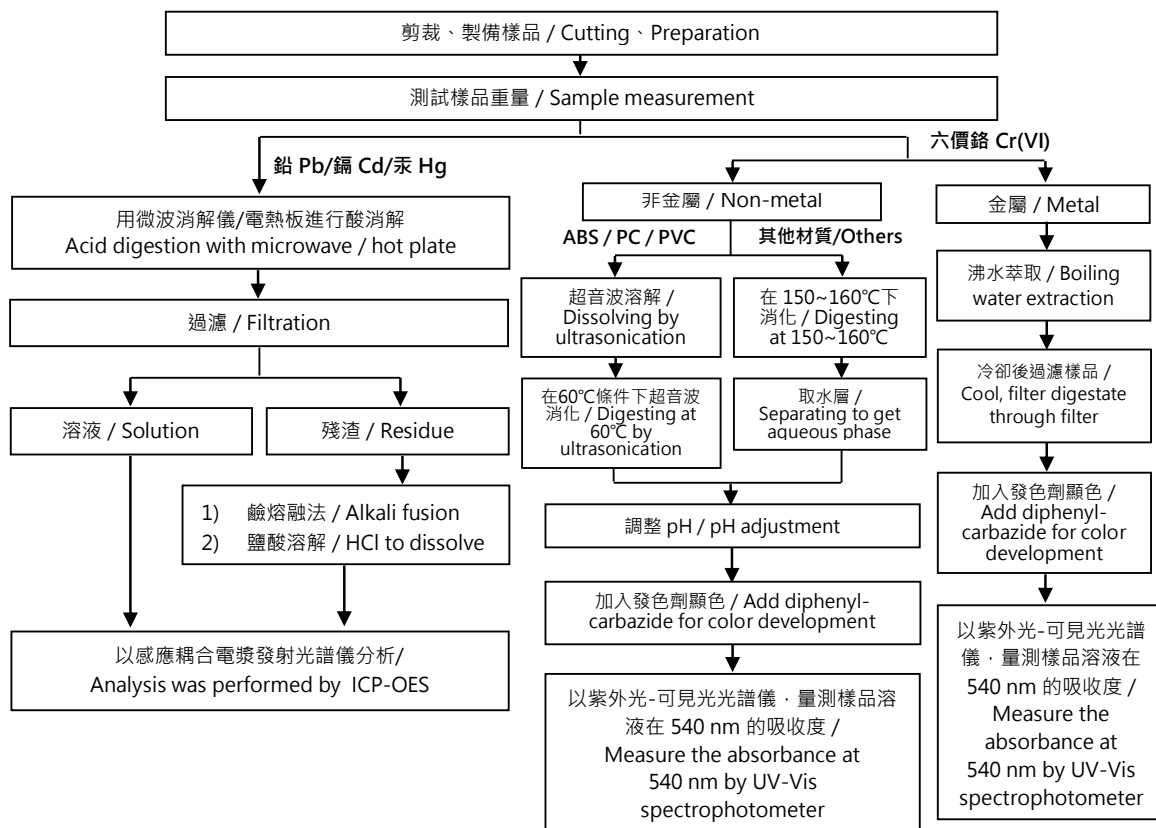 剪裁、製備樣品 / Cutting、Preparation
測試樣品重量 / Sample measurement
鉛 Pb/鎘 Cd/汞 Hg
六價鉻 Cr(VI)
用微波消解儀/電熱板進行酸消解
Acid digestion with microwave / hot plate
過濾 / Filtration
溶液 / Solution
殘渣 / Residue
1) 鹼熔融法 / Alkali fusion
2) 鹽酸溶解 / HCl to dissolve
以感應耦合電漿發射光譜儀分析/
Analysis was performed by ICP-OES
非金屬 / Non-metal
ABS / PC / PVC
其他材質/Others
超音波溶解 /
Dissolving by
ultrasonication
在60℃條件下超音波
消化 / Digesting at
60℃ by
ultrasonication
在 150~160℃下
消化 / Digesting
at 150~160℃
取水層 /
Separating to get
aqueous phase
調整 pH / pH adjustment
加入發色劑顯色 / Add diphenyl-
carbazide for color development
以紫外光-可見光光譜儀，量測樣品溶
液在 540 nm 的吸收度 /
Measure the absorbance at
540 nm by UV-Vis
spectrophotometer
金屬 / Metal
沸水萃取 / Boiling
water extraction
冷卻後過濾樣品 /
Cool, filter digestate
through filter
加入發色劑顯色 /
Add diphenyl-
carbazide for color
development
以紫外光-可見光光譜
儀，量測樣品溶液在
540 nm 的吸收度 /
Measure the
absorbance at
540 nm by UV-Vis
spectrophotometer